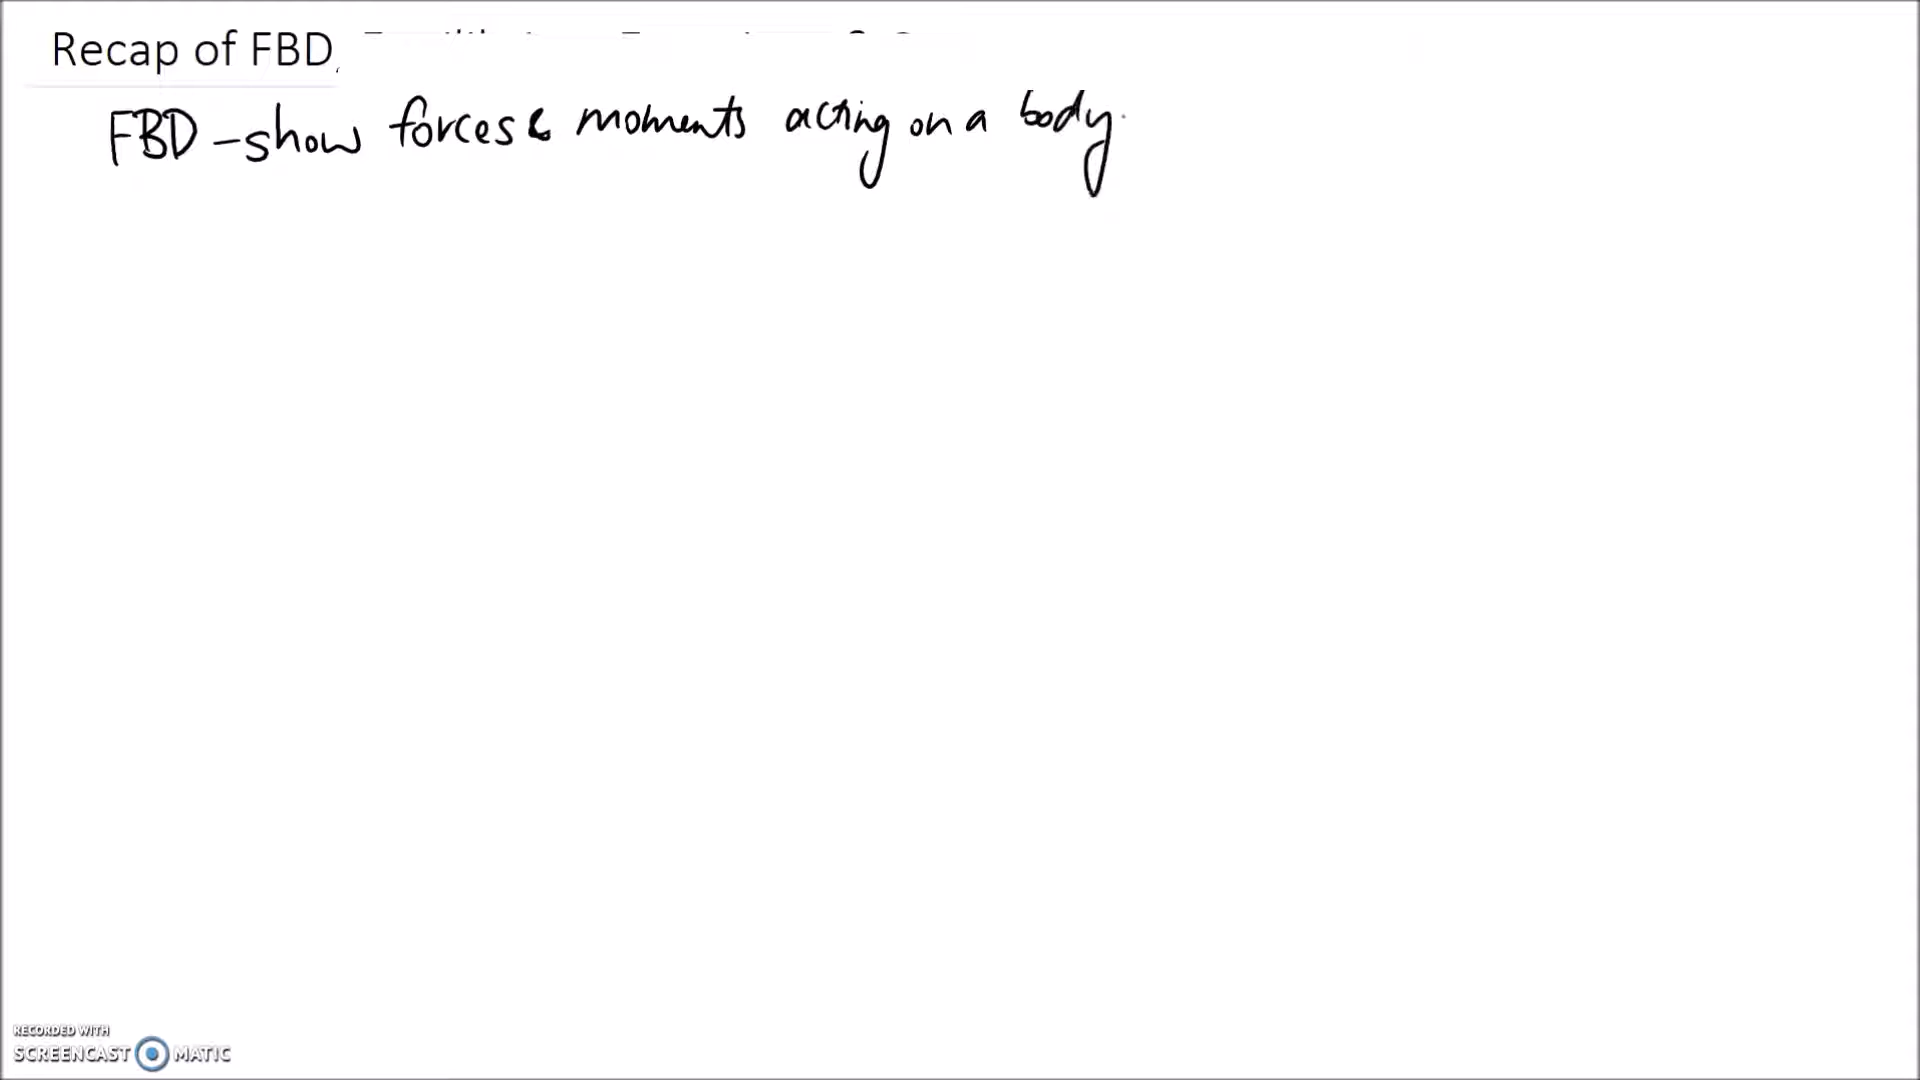 Recap of FBD,
FBD - show forces & moments acting on a body.
RECORDED WITH
SCREENCAST MATIC